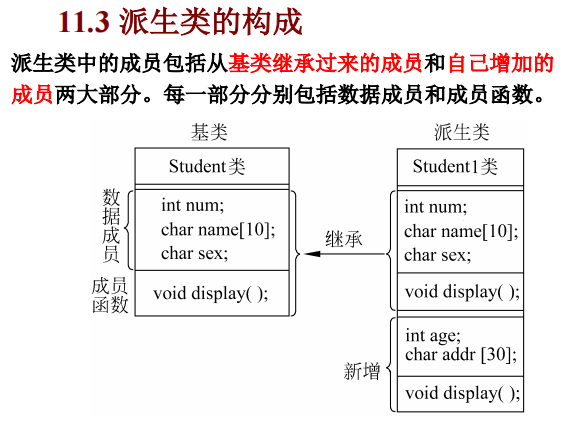 11.3 派生类的构成
派生类中的成员包括从基类继承过来的成员和自己增加的
成员两大部分。每一部分分别包括数据成员和成员函数。
基类
Student类
数据成员
int num;
char name[10];
char sex;
成员
函数
void display( );
继承
派生类
Student1类
int num;
char name[10];
char sex;
void display( );
新增
int age;
char addr [30];
void display( );